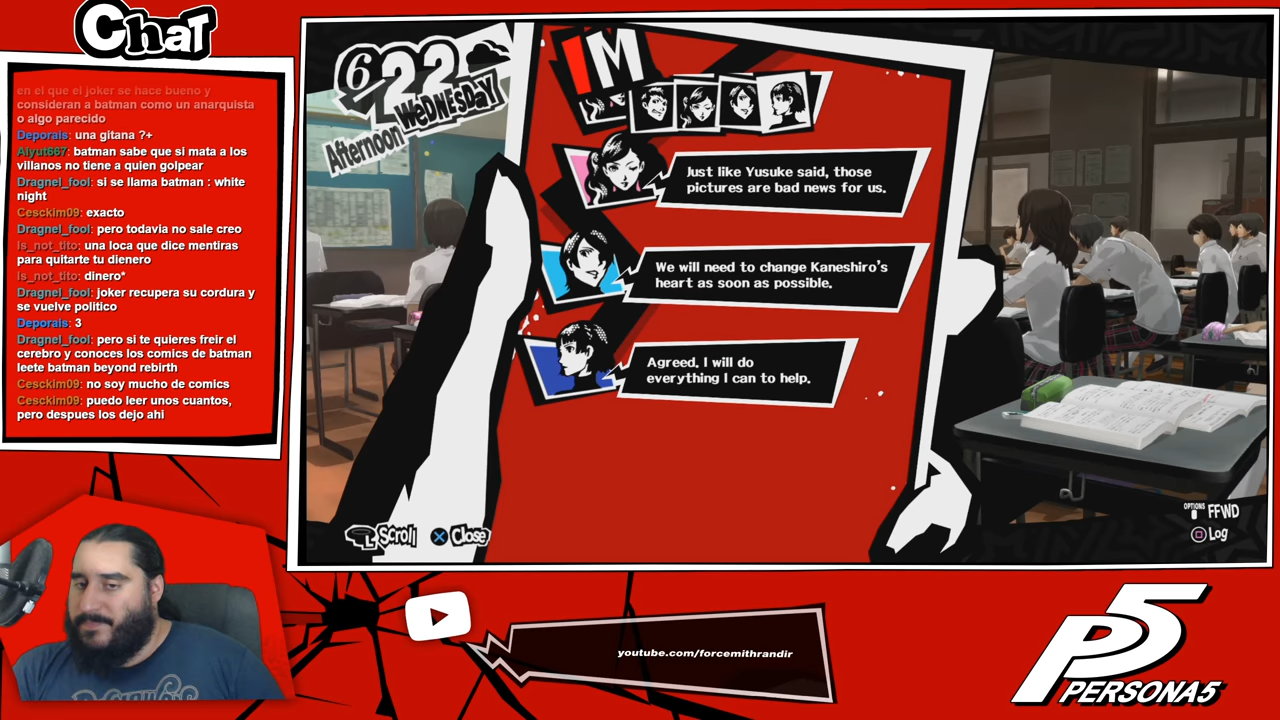 Chat
en el que el joker se hace bueno y
consideran a batman como un anarquista
o algo parecido
Deporais: una gitana ?+
Alyut667: batman sabe que si mata a los
villanos no tiene a quien golpear
Dragnel_fool: si se llama batman : white
night
Cesckim09: exacto
Dragnel_fool: pero todavia no sale creo
Is_not_tito: una loca que dice mentiras
para quitarte tu dienero
Is_not_tito: dinero*
Dragnel_fool: joker recupera su cordura y
se vuelve politico
Deporais: 3
Dragnel_fool: pero si te quieres freir el
cerebro y conoces los comics de batman
leete batman beyond rebirth
Cesckim09: no soy mucho de comics
Cesckim09: puedo leer unos cuantos,
pero despues los dejo ahi
6/22
WeDNESDaY
Afternoon
IM
Just like Yusuke said, those
pictures are bad news for us.
We will need to change Kaneshiro's
heart as soon as possible.
Agreed. I will do
everything I can to help.
L Scroll Close
OPTIONS FFWD
Log
youtube.com/forcemithrandir
P5
PERSONA5